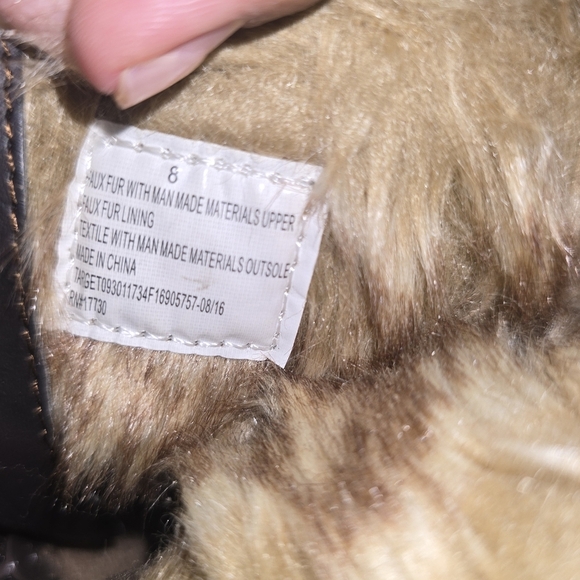 8
FAUX FUR WITH MAN MADE MATERIALS UPPER
FAUX FUR LINING
TEXTILE WITH MAN MADE MATERIALS OUTSOLE
MADE IN CHINA
TARGET093011734F16905757-08/16
RN#17730